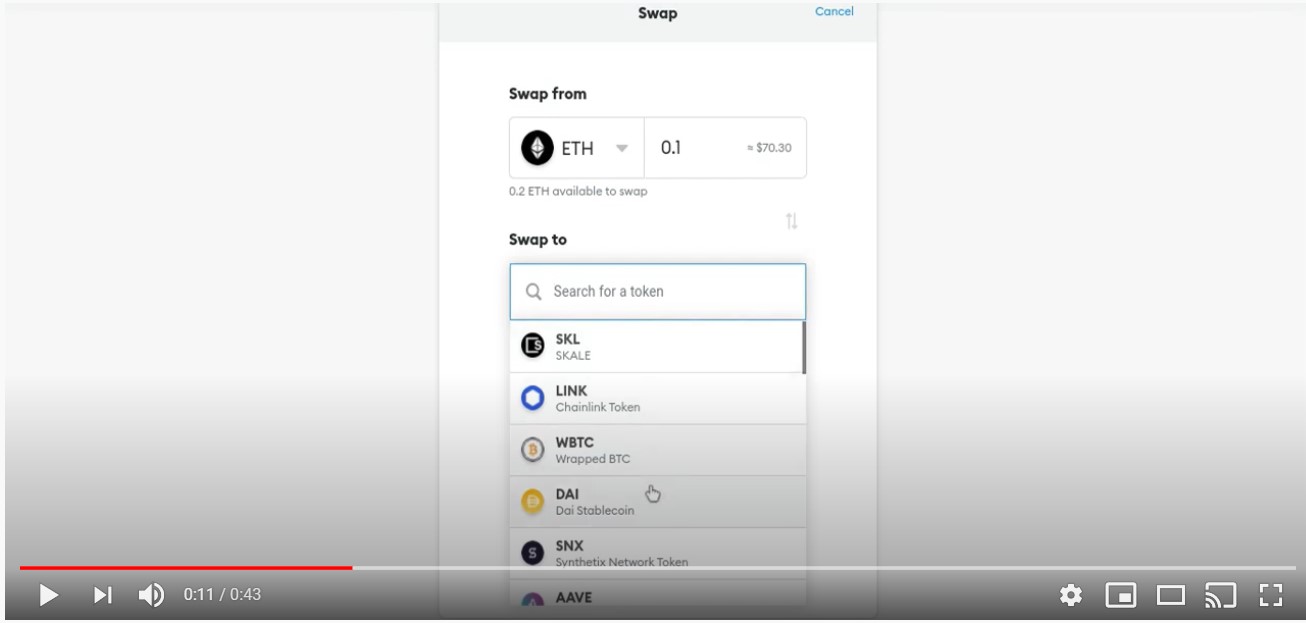 Swap
Cancel
Swap from
ETH
0.1
≈ $70.30
0.2 ETH available to swap
Swap to
Search for a token
SKL
SKALE
LINK
Chainlink Token
WBTC
Wrapped BTC
DAI
Dai Stablecoin
SNX
Synthetix Network Token
AAVE
0:11 / 0:43